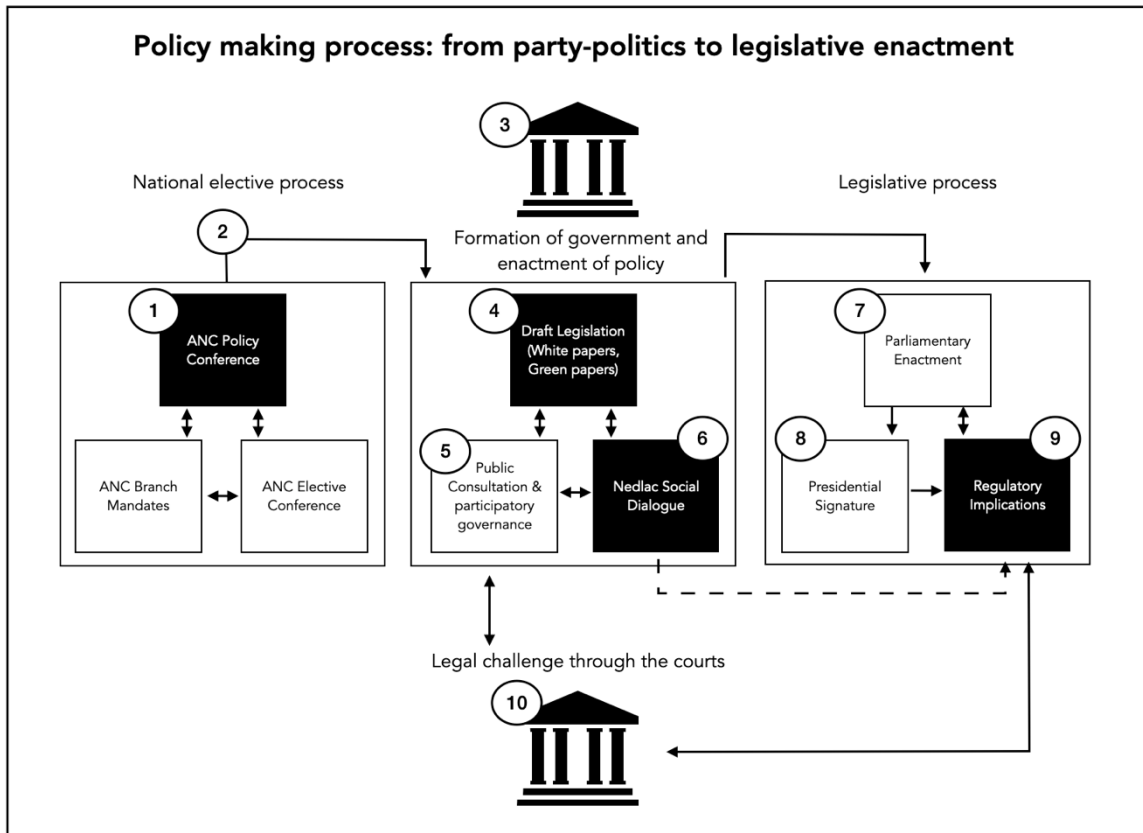 Policy making process: from party-politics to legislative enactment
3
National elective process
Legislative process
2
Formation of government and
enactment of policy
1
ANC Policy
Conference
ANC Branch
Mandates
ANC Elective
Conference
4
Draft Legislation
(White papers,
Green papers)
5
Public
Consultation &
participatory
governance
6
Nedlac Social
Dialogue
7
Parliamentary
Enactment
8
Presidential
Signature
9
Regulatory
Implications
Legal challenge through the courts
10